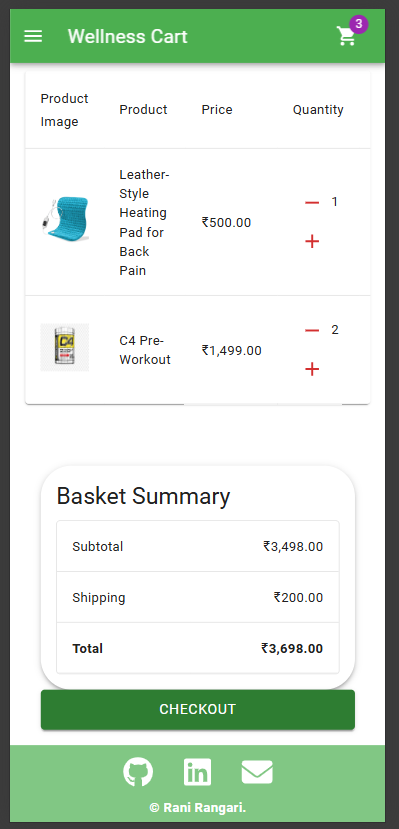 Wellness Cart
3
Product
Image
Product
Price
Quantity
Leather-
Style
Heating
Pad for
Back
Pain
₹500.00
1
C4
C4 Pre-
Workout
₹1,499.00
2
Basket Summary
Subtotal ₹3,498.00
Shipping ₹200.00
Total ₹3,698.00
CHECKOUT
© Rani Rangari.